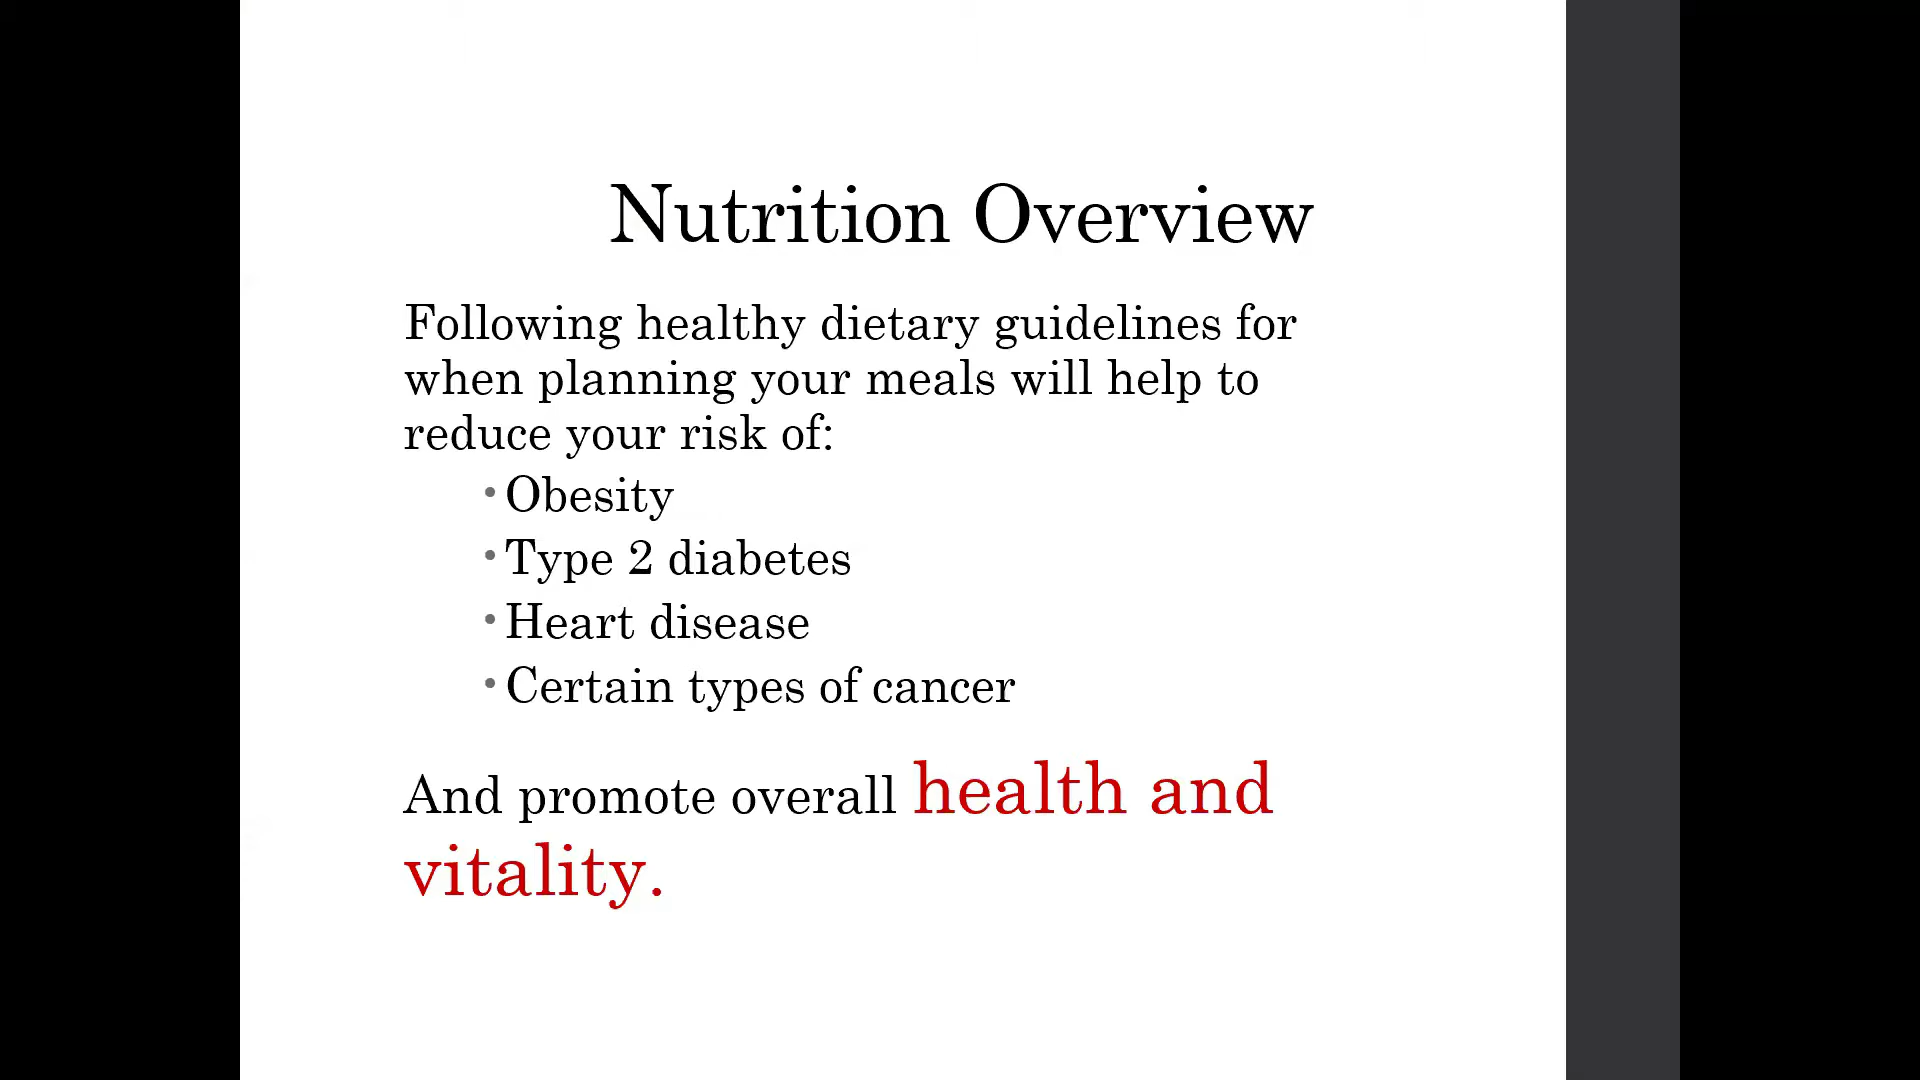 Nutrition Overview
Following healthy dietary guidelines for
when planning your meals will help to
reduce your risk of:
• Obesity
• Type 2 diabetes
• Heart disease
• Certain types of cancer
And promote overall health and
vitality.